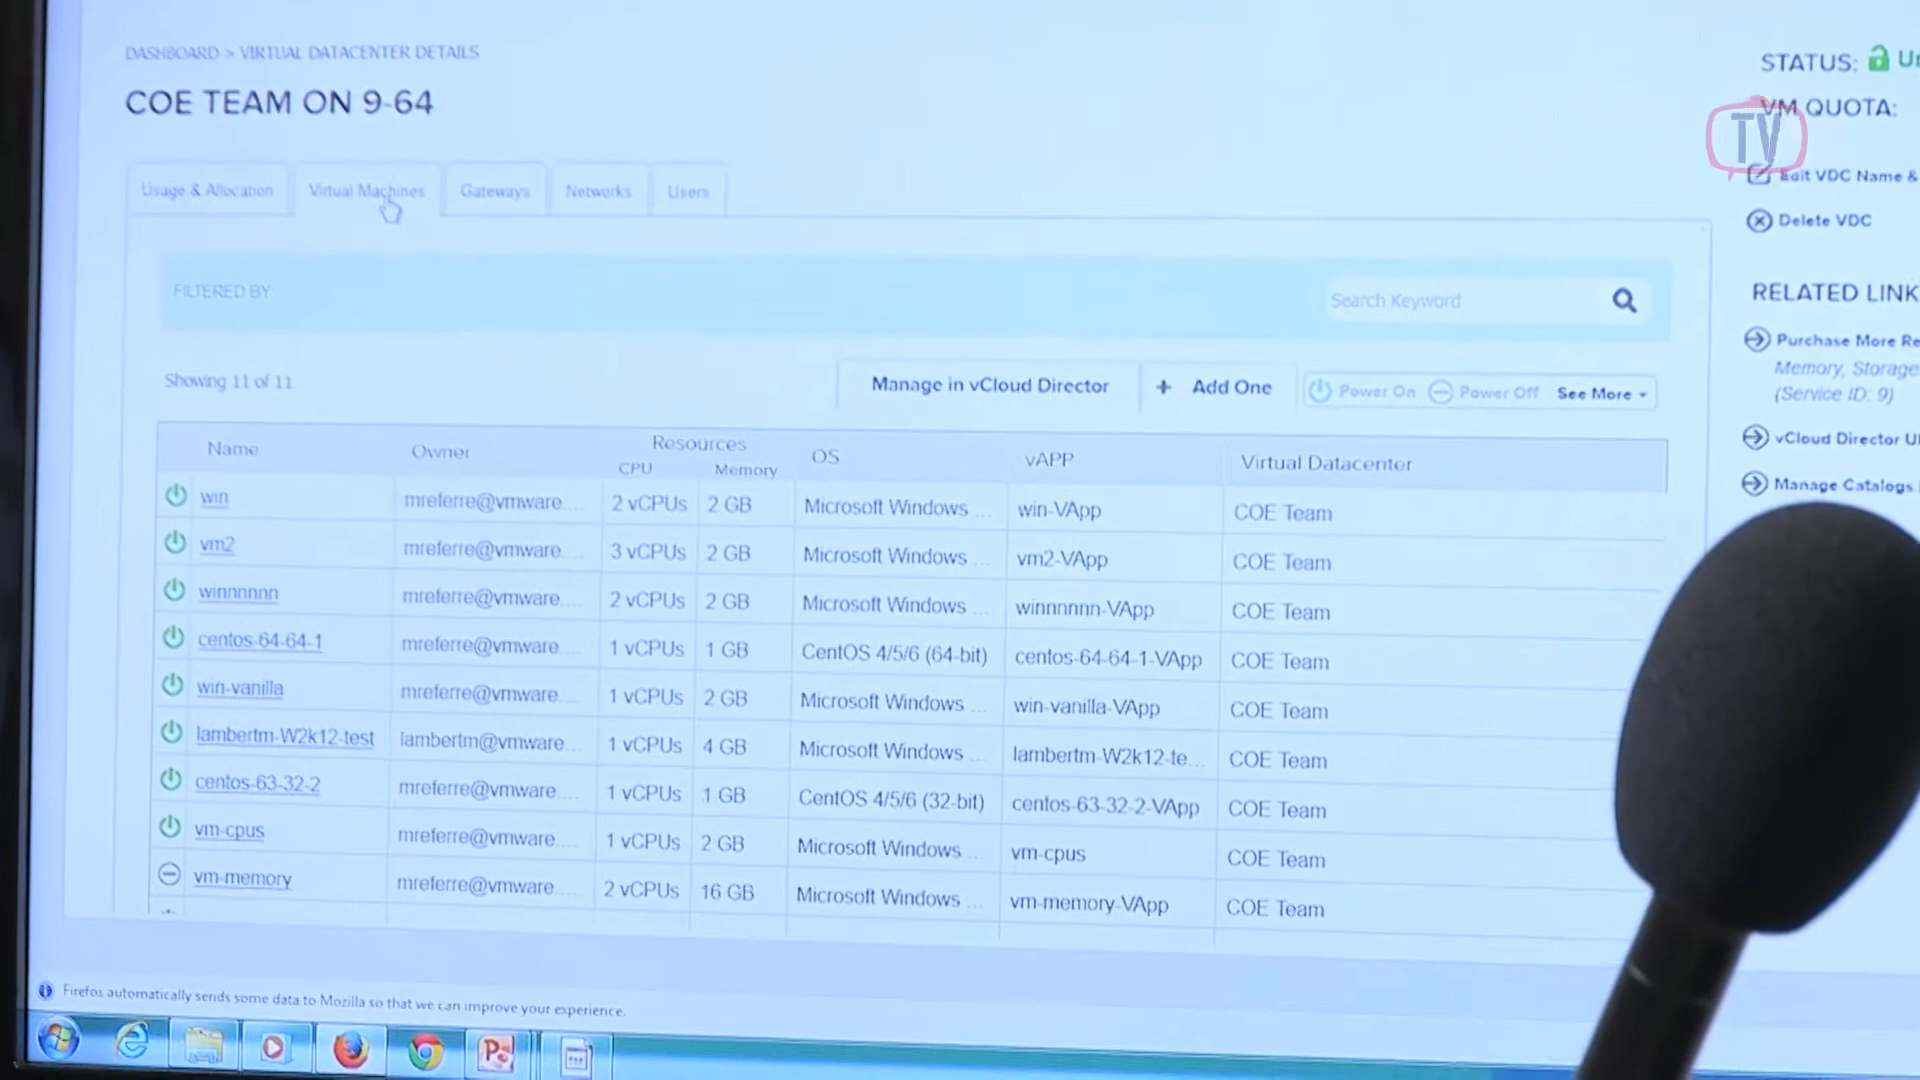 DASHBOARD > VIRTUAL DATACENTER DETAILS
COE TEAM ON 9-64
STATUS:
VM QUOTA:
TV
Edit VDC Name &
Delete VDC
Usage & Allocation Virtual Machines Gateways Networks Users
FILTERED BY
Search Keyword
RELATED LINK
Purchase More Re
Memory, Storage
(Service ID: 9)
vCloud Director U
Manage Catalogs
Showing 11 of 11
Manage in vCloud Director + Add One Power On Power Off See More
Name Owner Resources CPU Memory OS vAPP Virtual Datacenter
win mreferre@vmware.... 2 vCPUs 2 GB Microsoft Windows ... win-VApp COE Team
vm2 mreferre@vmware.... 3 vCPUs 2 GB Microsoft Windows ... vm2-VApp COE Team
winnnnnn mreferre@vmware.... 2 vCPUs 2 GB Microsoft Windows ... winnnnnn-VApp COE Team
centos-64-64-1 mreferre@vmware.... 1 vCPUs 1 GB CentOS 4/5/6 (64-bit) centos-64-64-1-VApp COE Team
win-vanilla mreferre@vmware.... 1 vCPUs 2 GB Microsoft Windows ... win-vanilla-VApp COE Team
lambertm-W2k12-test lambertm@vmware... 1 vCPUs 4 GB Microsoft Windows ... lambertm-W2k12-te... COE Team
centos-63-32-2 mreferre@vmware.... 1 vCPUs 1 GB CentOS 4/5/6 (32-bit) centos-63-32-2-VApp COE Team
vm-cpus mreferre@vmware.... 1 vCPUs 2 GB Microsoft Windows ... vm-cpus COE Team
vm-memory mreferre@vmware.... 2 vCPUs 16 GB Microsoft Windows ... vm-memory-VApp COE Team
Firefox automatically sends some data to Mozilla so that we can improve your experience.